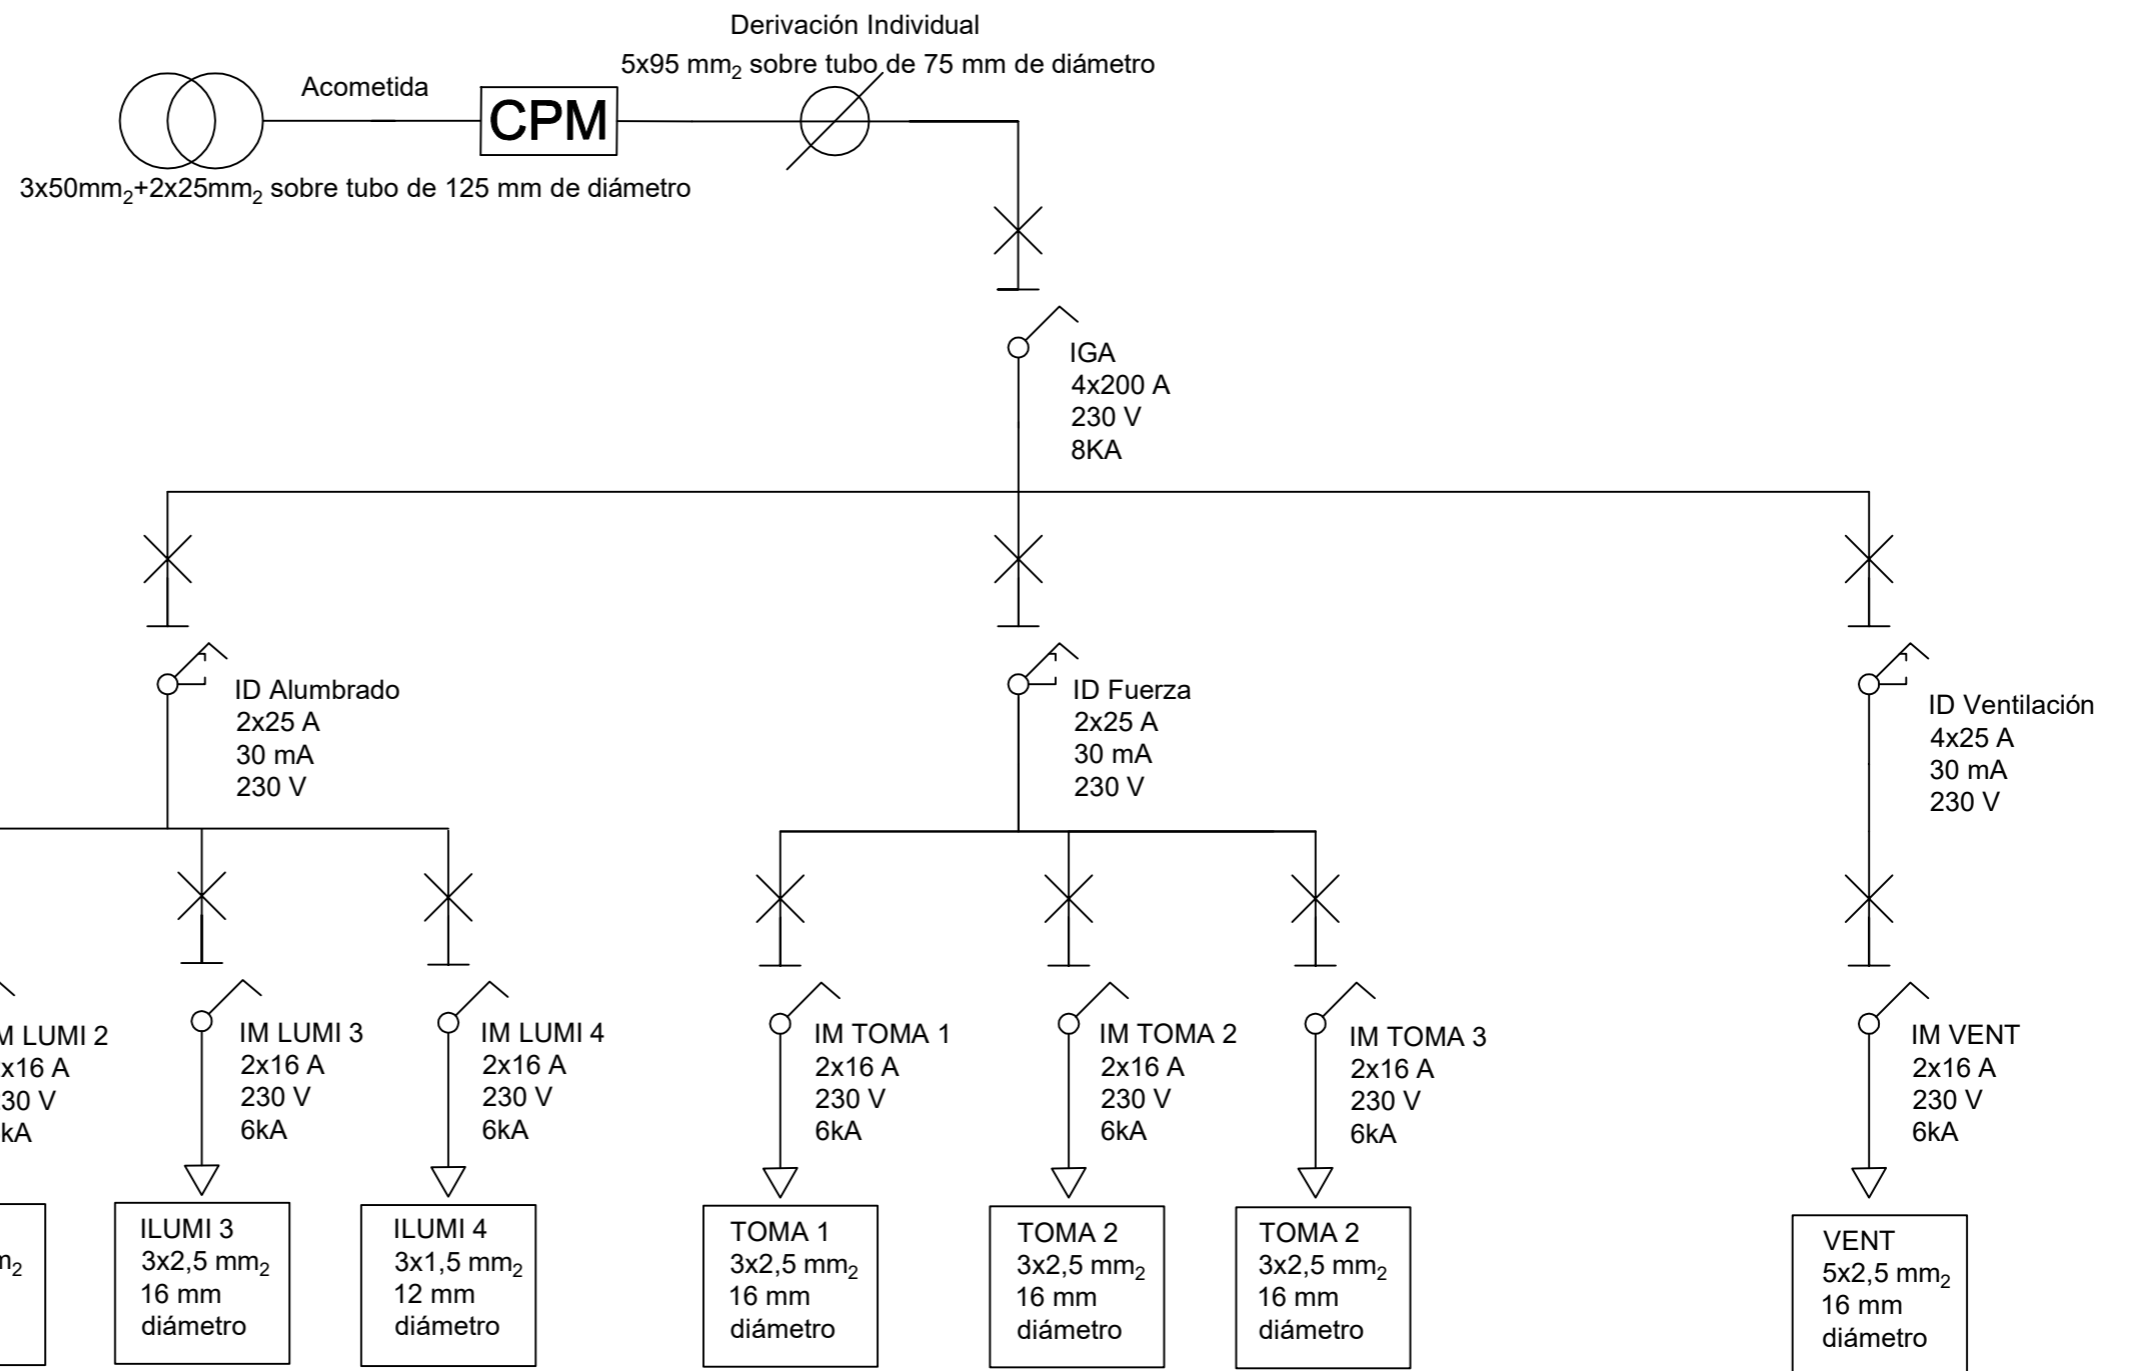 Derivación Individual
5x95 mm₂ sobre tubo de 75 mm de diámetro
Acometida
CPM
3x50mm₂+2x25mm₂ sobre tubo de 125 mm de diámetro
IGA
4x200 A
230 V
8KA
ID Alumbrado
2x25 A
30 mA
230 V
ID Fuerza
2x25 A
30 mA
230 V
ID Ventilación
4x25 A
30 mA
230 V
M LUMI 2
x16 A
30 V
kA
IM LUMI 3
2x16 A
230 V
6kA
IM LUMI 4
2x16 A
230 V
6kA
IM TOMA 1
2x16 A
230 V
6kA
IM TOMA 2
2x16 A
230 V
6kA
IM TOMA 3
2x16 A
230 V
6kA
IM VENT
2x16 A
230 V
6kA
m₂
ILUMI 3
3x2,5 mm₂
16 mm
diámetro
ILUMI 4
3x1,5 mm₂
12 mm
diámetro
TOMA 1
3x2,5 mm₂
16 mm
diámetro
TOMA 2
3x2,5 mm₂
16 mm
diámetro
TOMA 2
3x2,5 mm₂
16 mm
diámetro
VENT
5x2,5 mm₂
16 mm
diámetro